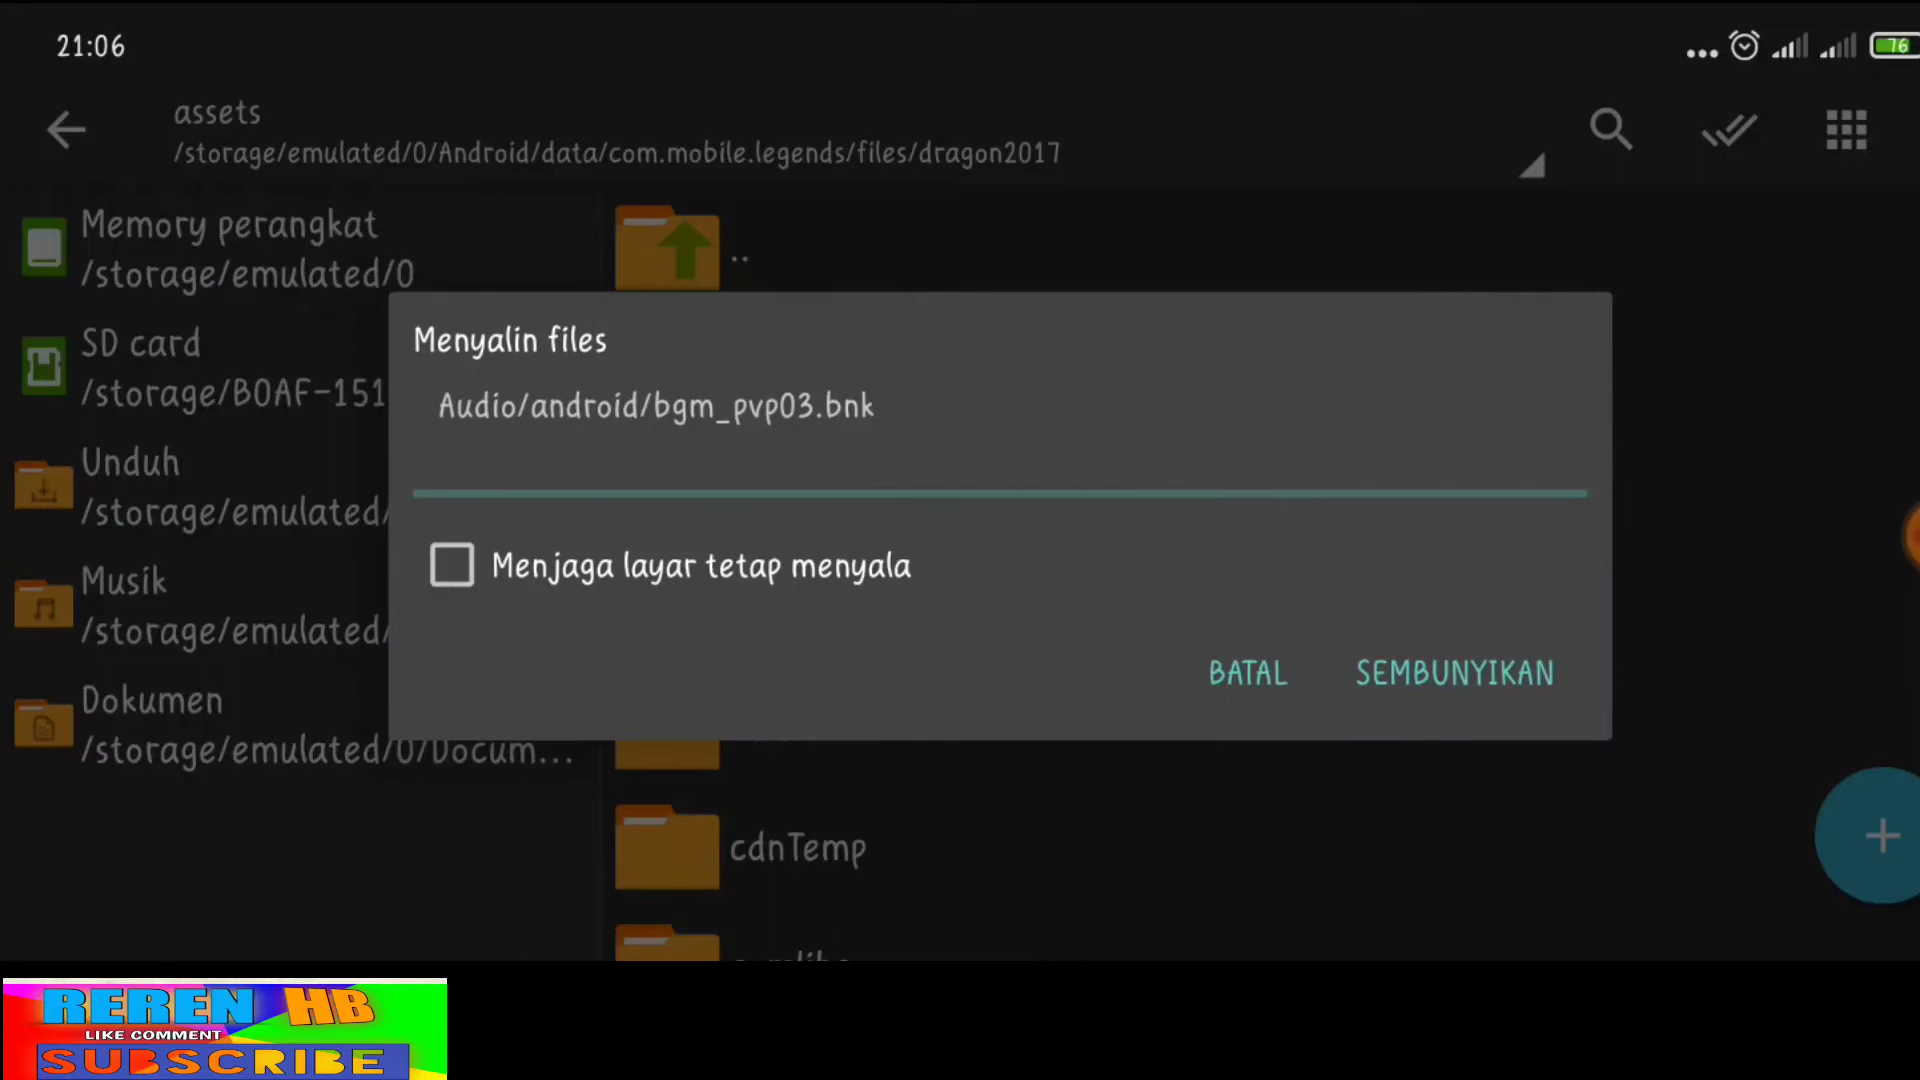 21:06
76
assets
/storage/emulated/0/Android/data/com.mobile.legends/files/dragon2017
Memory perangkat
/storage/emulated/0
SD card
/storage/B0AF-151
Unduh
/storage/emulated/
Musik
/storage/emulated/
Dokumen
/storage/emulated/0/Docum...
..
Menyalin files
Audio/android/bgm_pvp03.bnk
Menjaga layar tetap menyala
BATAL SEMBUNYIKAN
cdnTemp
REREN HB
LIKE COMMENT
SUBSCRIBE